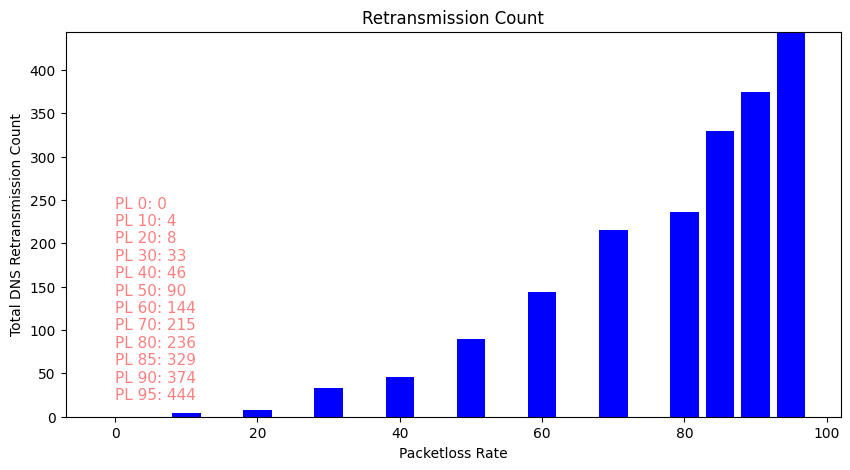 Retransmission Count
Total DNS Retransmission Count
400
350
300
250
200
150
100
50
0
PL 0: 0
PL 10: 4
PL 20: 8
PL 30: 33
PL 40: 46
PL 50: 90
PL 60: 144
PL 70: 215
PL 80: 236
PL 85: 329
PL 90: 374
PL 95: 444
0 20 40 60 80 100
Packetloss Rate